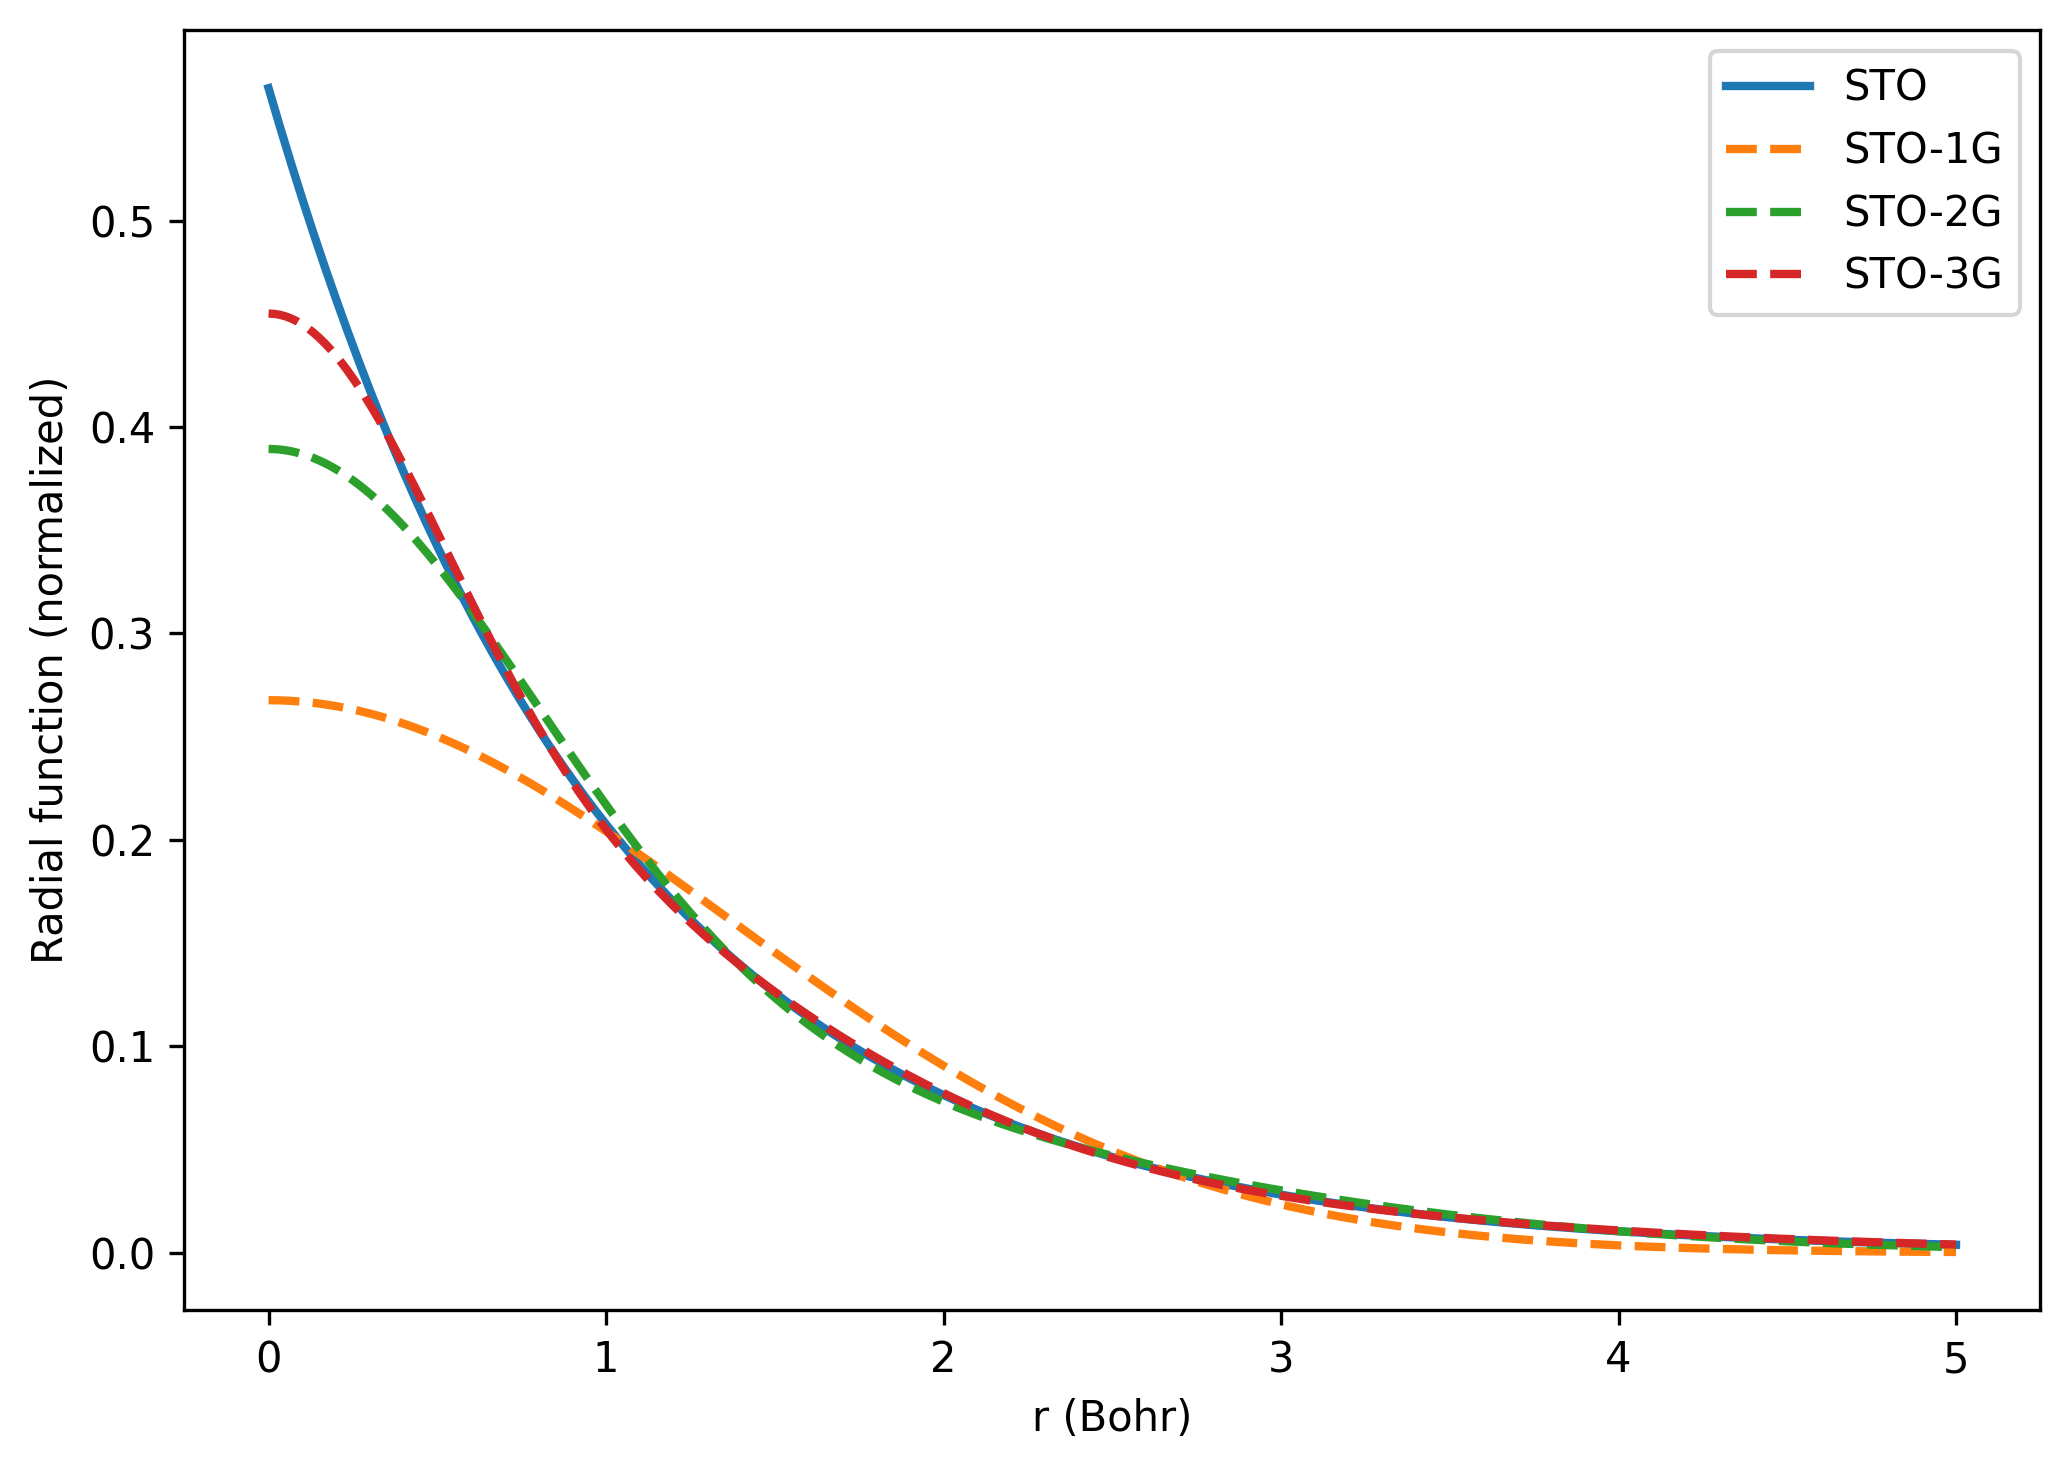 STO
STO-1G
STO-2G
STO-3G
Radial function (normalized)
0.5
0.4
0.3
0.2
0.1
0.0
0 1 2 3 4 5
r (Bohr)